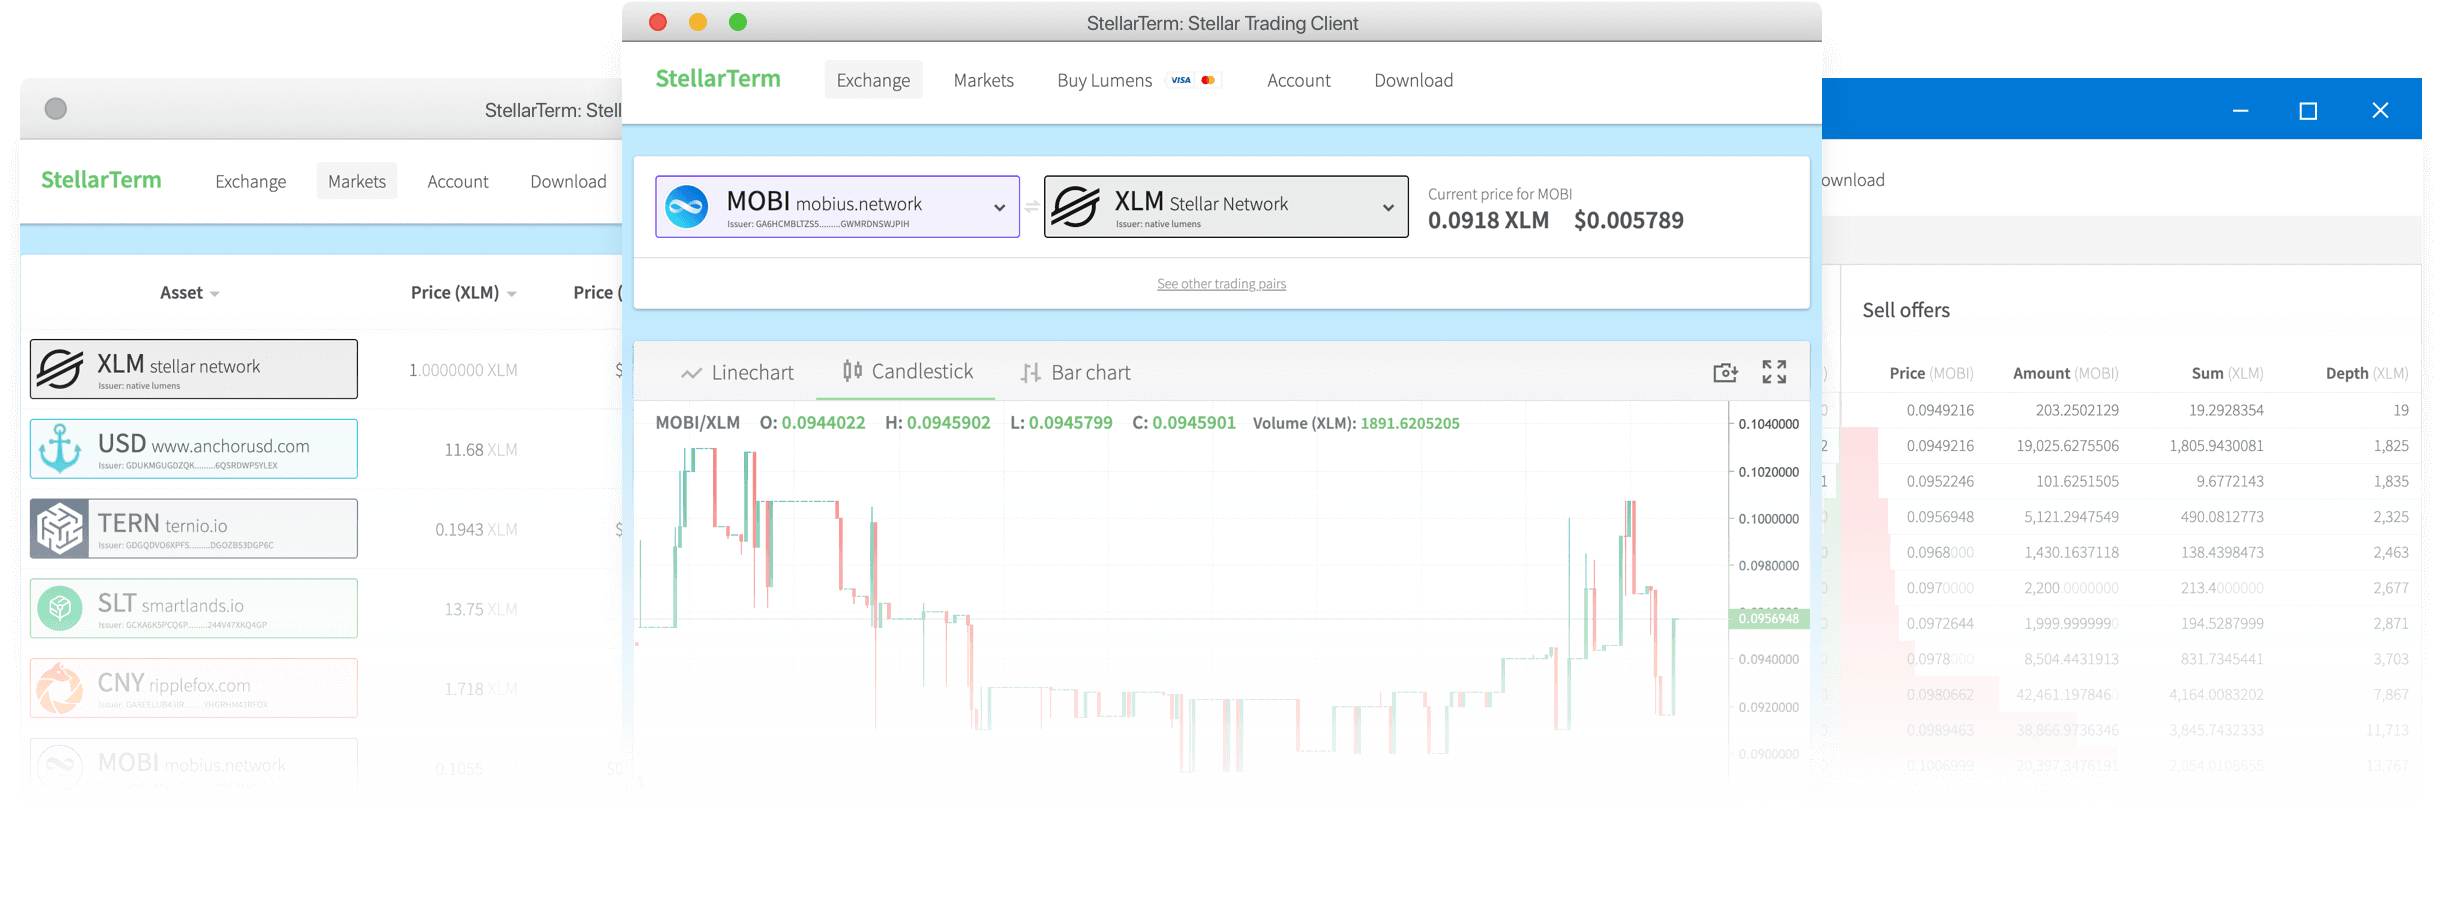 StellarTerm: Stellar Trading Client
StellarTerm Exchange Markets Buy Lumens VISA Account Download
MOBI mobius.network
Issuer: GA6HCMBLTZS5.........GWMRDNSWJPIH
XLM Stellar Network
Issuer: native lumens
Current price for MOBI
0.0918 XLM $0.005789
See other trading pairs
Linechart Candlestick Bar chart
MOBI/XLM O: 0.0944022 H: 0.0945902 L: 0.0945799 C: 0.0945901 Volume (XLM): 1891.6205205
0.1040000
0.1020000
0.1000000
0.0980000
0.0956948
0.0940000
0.0920000
0.0900000
StellarTerm: Stell
StellarTerm Exchange Markets Account Download
Asset Price (XLM) Price (
XLM stellar network
Issuer: native lumens
1.0000000 XLM $
USD www.anchorusd.com
Issuer: GDUKMGUGDZQK.........6QSRDWP5YLEX
11.68 XLM
TERN ternio.io
Issuer: GDGQDVO6XPFS.........DGOZB53DGP6C
0.1943 XLM $
SLT smartlands.io
Issuer: GCKA6K5PCQ6P.........244V47XKQ4GP
13.75 XLM
CNY ripplefox.com
1.718 XLM
MOBI mobius.network
0.1055 $0
ownload
Sell offers
Price (MOBI) Amount (MOBI) Sum (XLM) Depth (XLM)
0.0949216 203.2502129 19.2928354 19
0.0949216 19,025.6275506 1,805.9430081 1,825
0.0952246 101.6251505 9.6772143 1,835
0.0956948 5,121.2947549 490.0812773 2,325
0.0968000 1,430.1637118 138.4398473 2,463
0.0970000 2,200.0000000 213.4000000 2,677
0.0972644 1,999.9999990 194.5287999 2,871
0.0978000 8,504.4431913 831.7345441 3,703
0.0980662 42,461.1978460 4,164.0083202 7,867
0.0989463 38,866.9736346 3,845.7432333 11,713
0.1006999 20,397.3476191 2,054.0108655 13,767